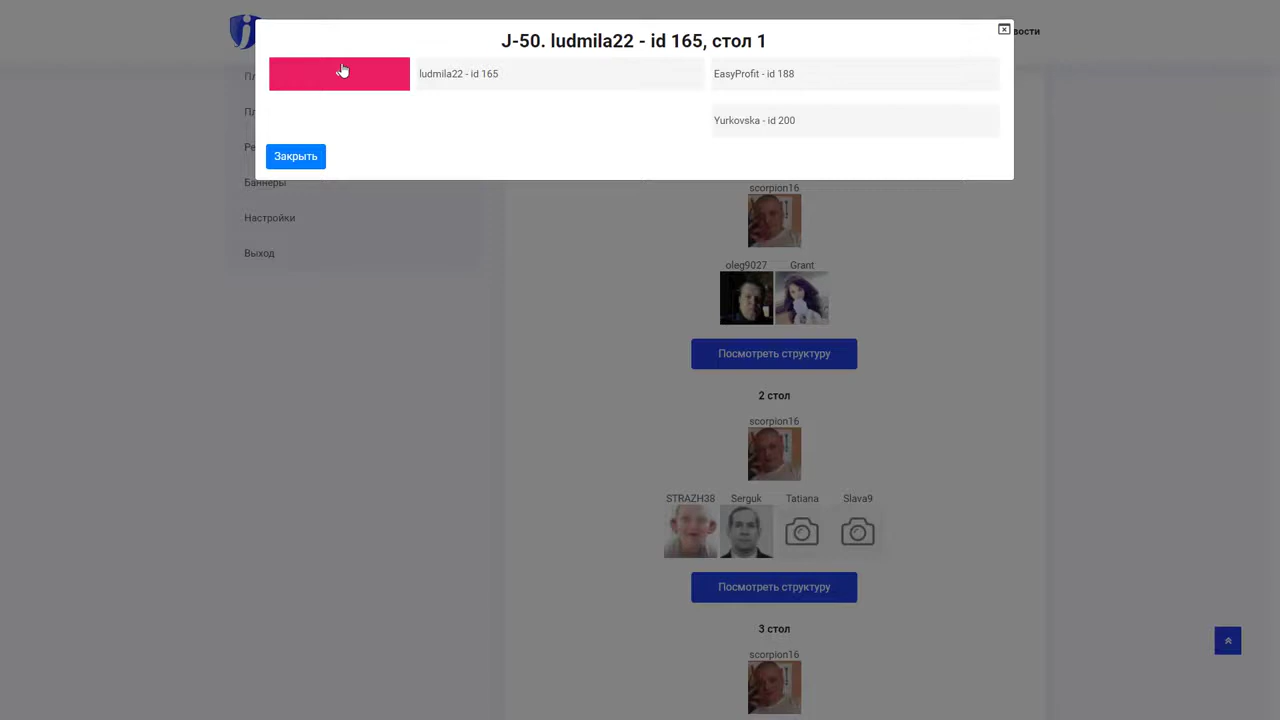 вости
J-50. ludmila22 - id 165, стол 1
ludmila22 - id 165
EasyProfit - id 188
Yurkovska - id 200
Закрыть
Баннеры
Настройки
Выход
scorpion16
oleg9027 Grant
Посмотреть структуру
2 стол
scorpion16
STRAZH38 Serguk Tatiana Slava9
Посмотреть структуру
3 стол
scorpion16